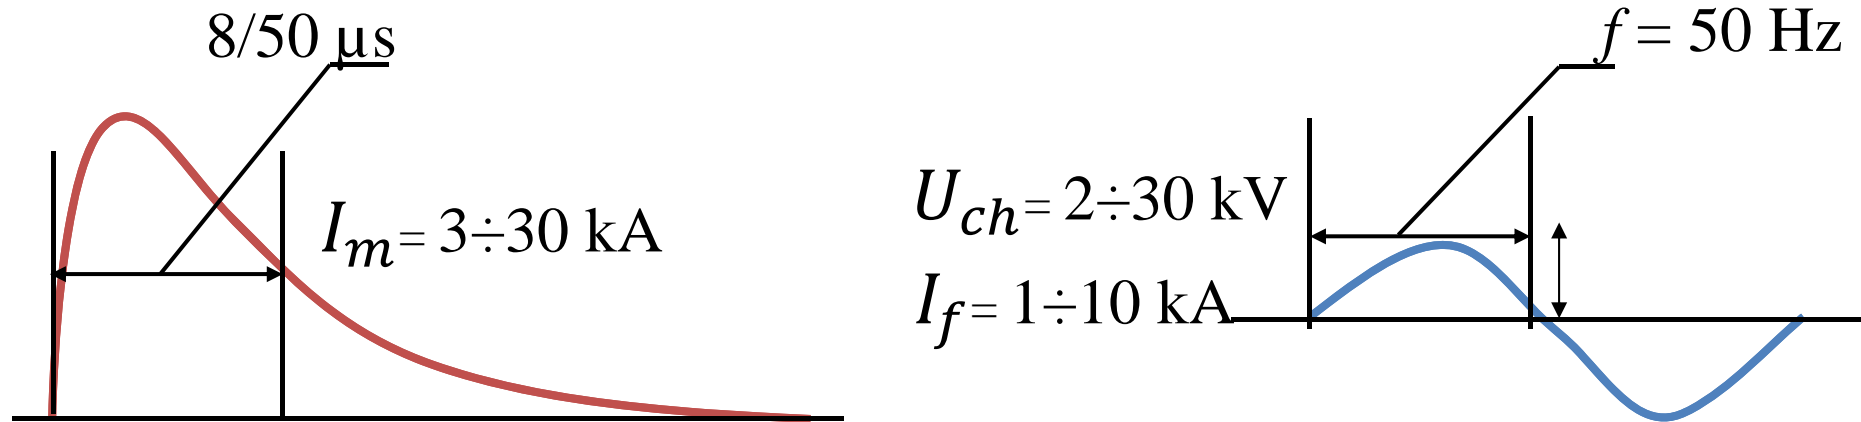 8/50 μs
I_m = 3÷30 kA
f = 50 Hz
U_ch = 2÷30 kV
I_f = 1÷10 kA